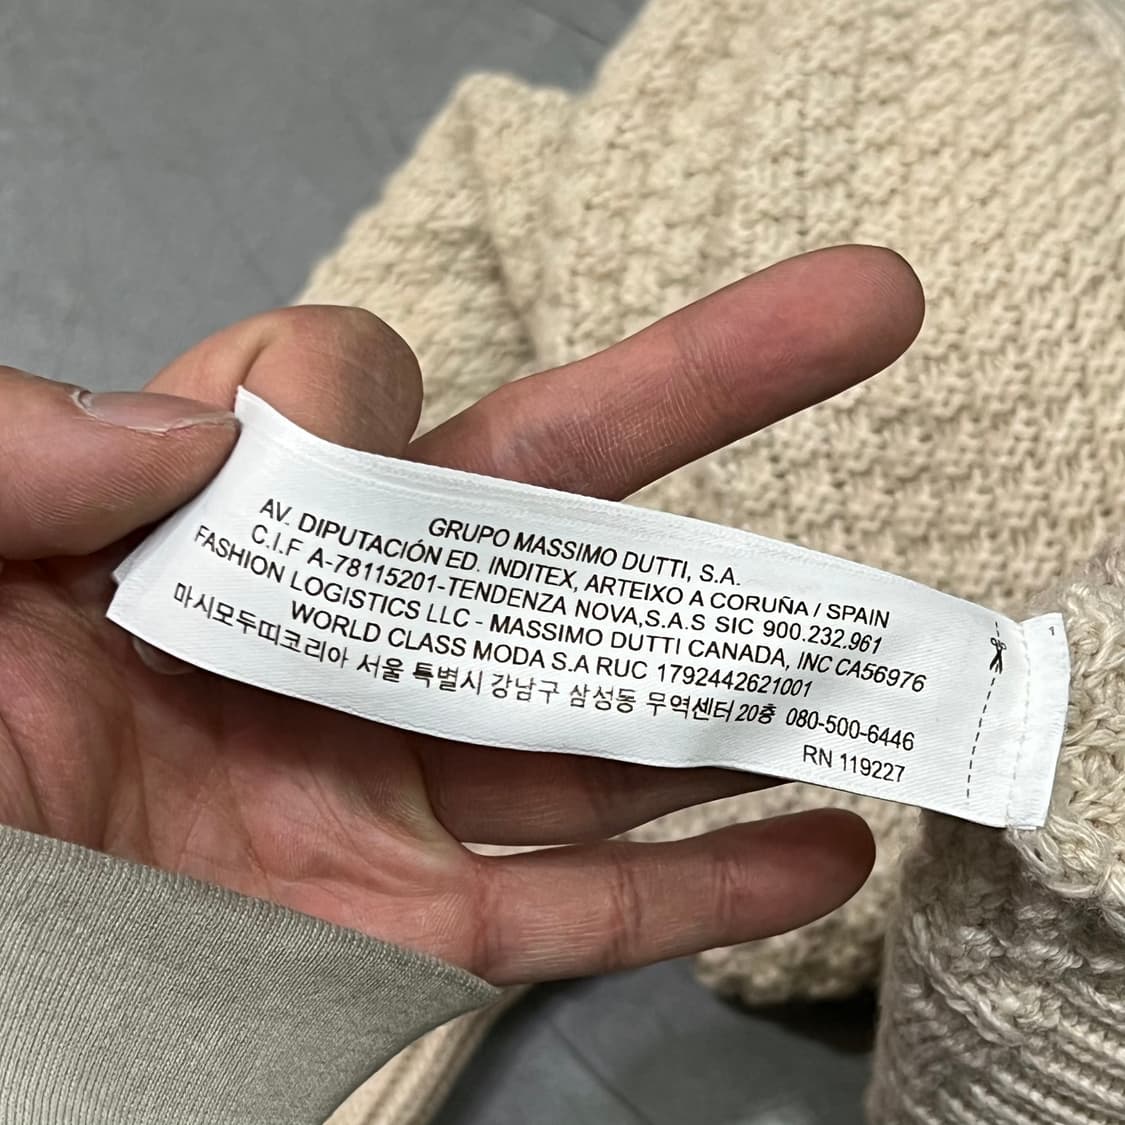 GRUPO MASSIMO DUTTI, S.A.
AV. DIPUTACIÓN ED. INDITEX, ARTEIXO A CORUÑA / SPAIN
C.I.F A-78115201-TENDENZA NOVA,S.A.S SIC 900.232.961
FASHION LOGISTICS LLC - MASSIMO DUTTI CANADA, INC CA56976
WORLD CLASS MODA S.A RUC 1792442621001
마시모두띠코리아 서울 특별시 강남구 삼성동 무역센터 20층 080-500-6446
RN 119227
1